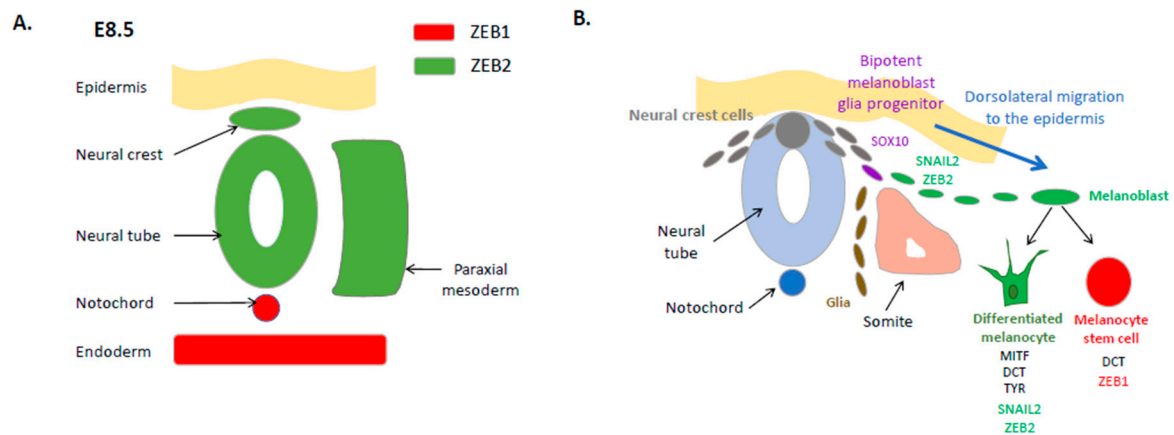 A.
E8.5
ZEB1
ZEB2
Epidermis
Neural crest
Neural tube
Notochord
Endoderm
Paraxial
mesoderm
B.
Bipotent
melanoblast
glia progenitor
Neural crest cells
SOX10
Dorsolateral migration
to the epidermis
SNAIL2
ZEB2
Melanoblast
Neural
tube
Notochord
Glia
Somite
Differentiated
melanocyte
MITF
DCT
TYR
SNAIL2
ZEB2
Melanocyte
stem cell
DCT
ZEB1